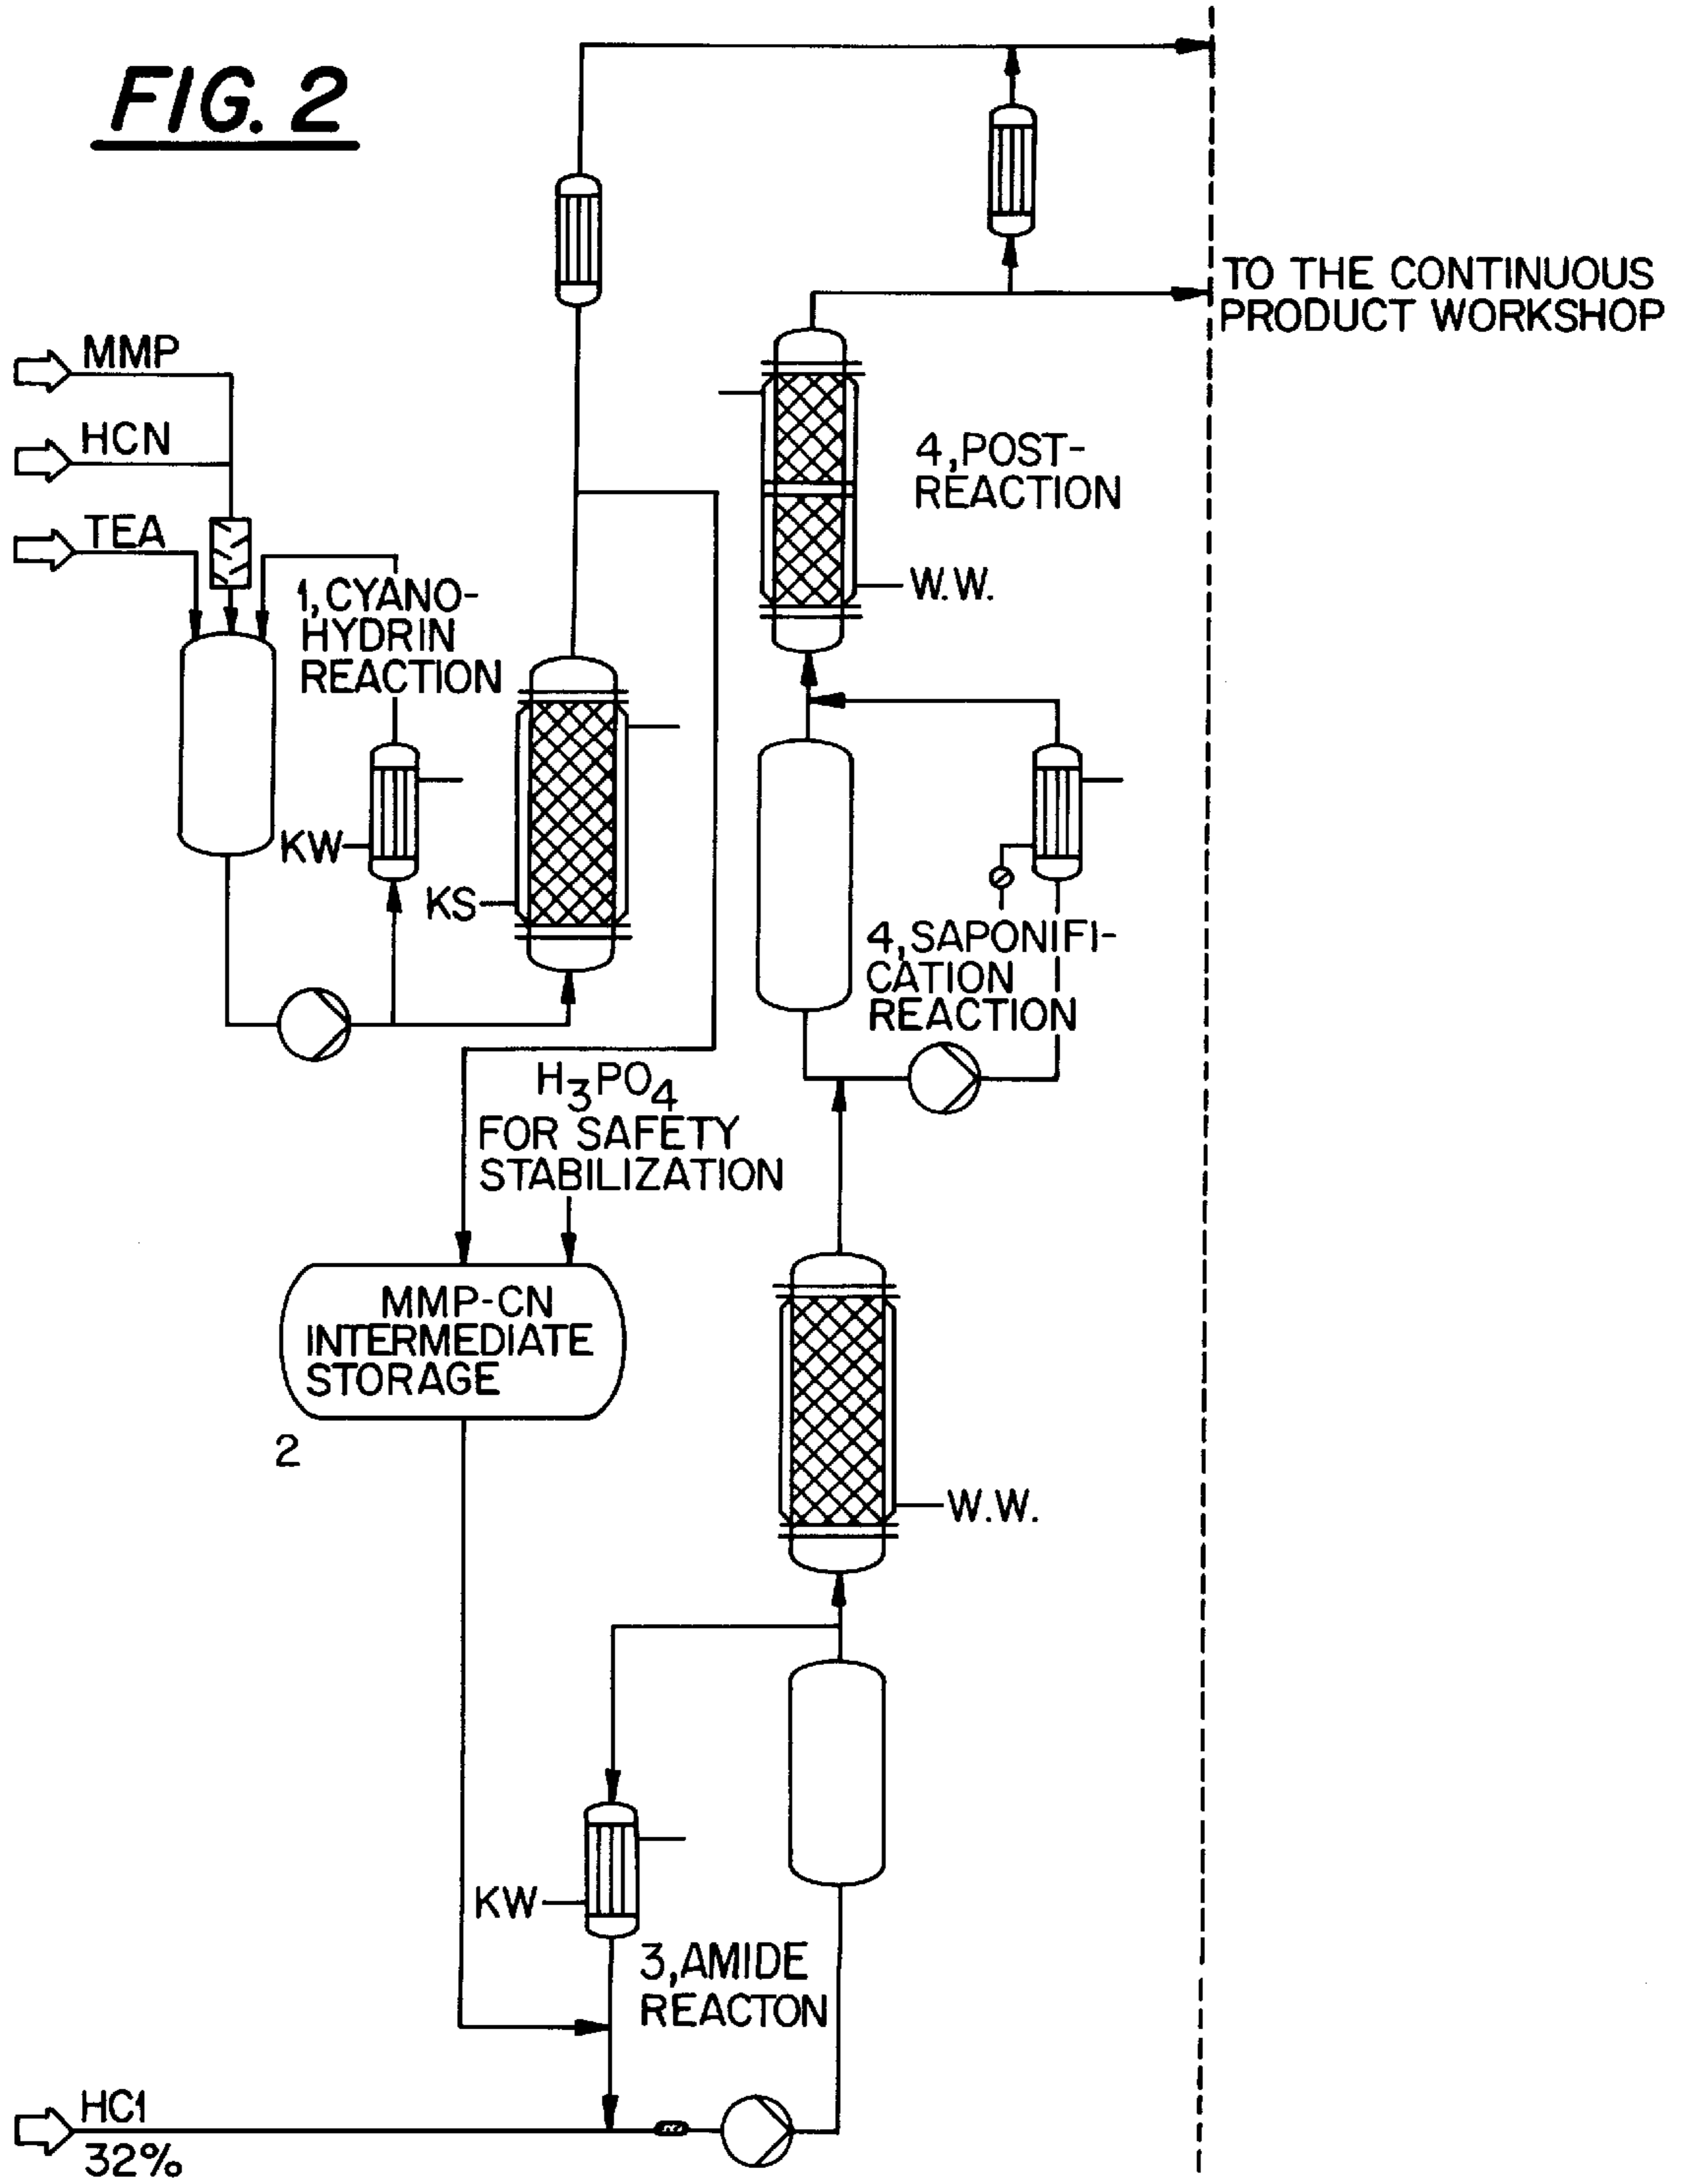 FIG. 2
TO THE CONTINUOUS
PRODUCT WORKSHOP
MMP
HCN
TEA
1, CYANO-
HYDRIN
REACTION
KW
KS
4, POST-
REACTION
W.W.
4, SAPONIFI-
CATION
REACTION
H3PO4
FOR SAFETY
STABILIZATION
MMP-CN
INTERMEDIATE
STORAGE
2
W.W.
KW
3, AMIDE
REACTON
HCl
32%